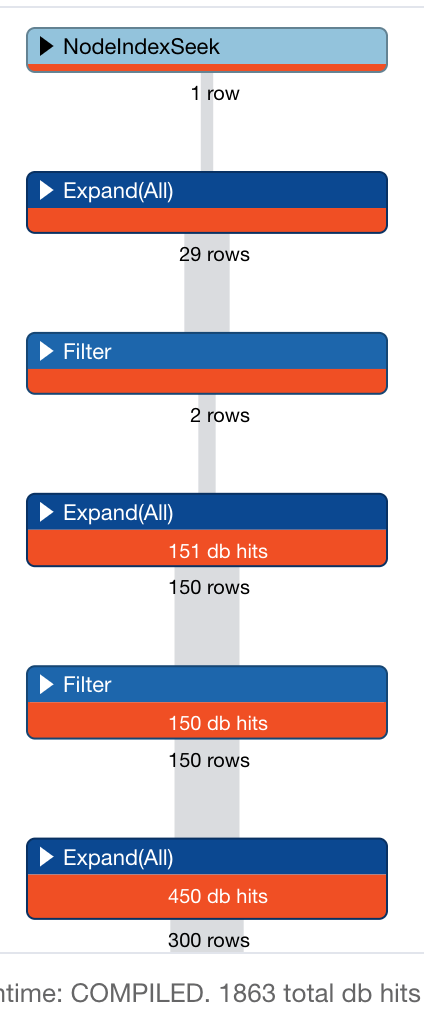 NodeIndexSeek
1 row
Expand(All)
29 rows
Filter
2 rows
Expand(All)
151 db hits
150 rows
Filter
150 db hits
150 rows
Expand(All)
450 db hits
300 rows
ntime: COMPILED. 1863 total db hits